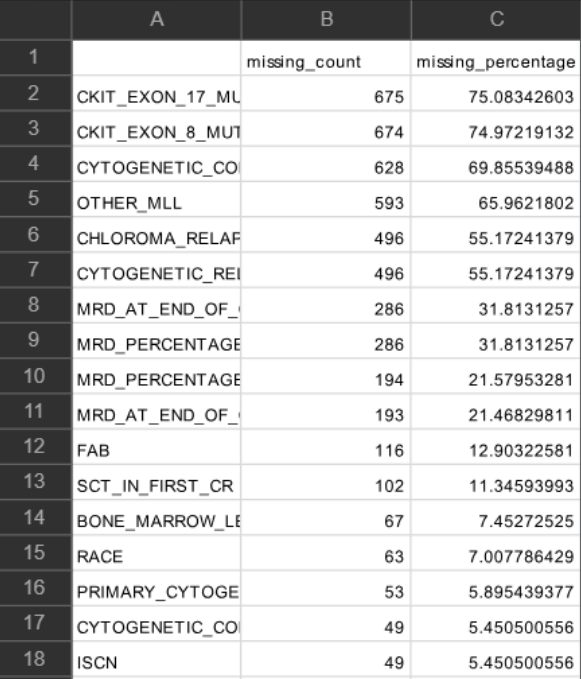 A B C
1 missing_count missing_percentage
2 CKIT_EXON_17_MU 675 75.08342603
3 CKIT_EXON_8_MUT 674 74.97219132
4 CYTOGENETIC_CO 628 69.85539488
5 OTHER_MLL 593 65.9621802
6 CHLOROMA_RELAP 496 55.17241379
7 CYTOGENETIC_REL 496 55.17241379
8 MRD_AT_END_OF_ 286 31.8131257
9 MRD_PERCENTAGE 286 31.8131257
10 MRD_PERCENTAGE 194 21.57953281
11 MRD_AT_END_OF_ 193 21.46829811
12 FAB 116 12.90322581
13 SCT_IN_FIRST_CR 102 11.34593993
14 BONE_MARROW_LE 67 7.45272525
15 RACE 63 7.007786429
16 PRIMARY_CYTOGE 53 5.895439377
17 CYTOGENETIC_CO 49 5.450500556
18 ISCN 49 5.450500556